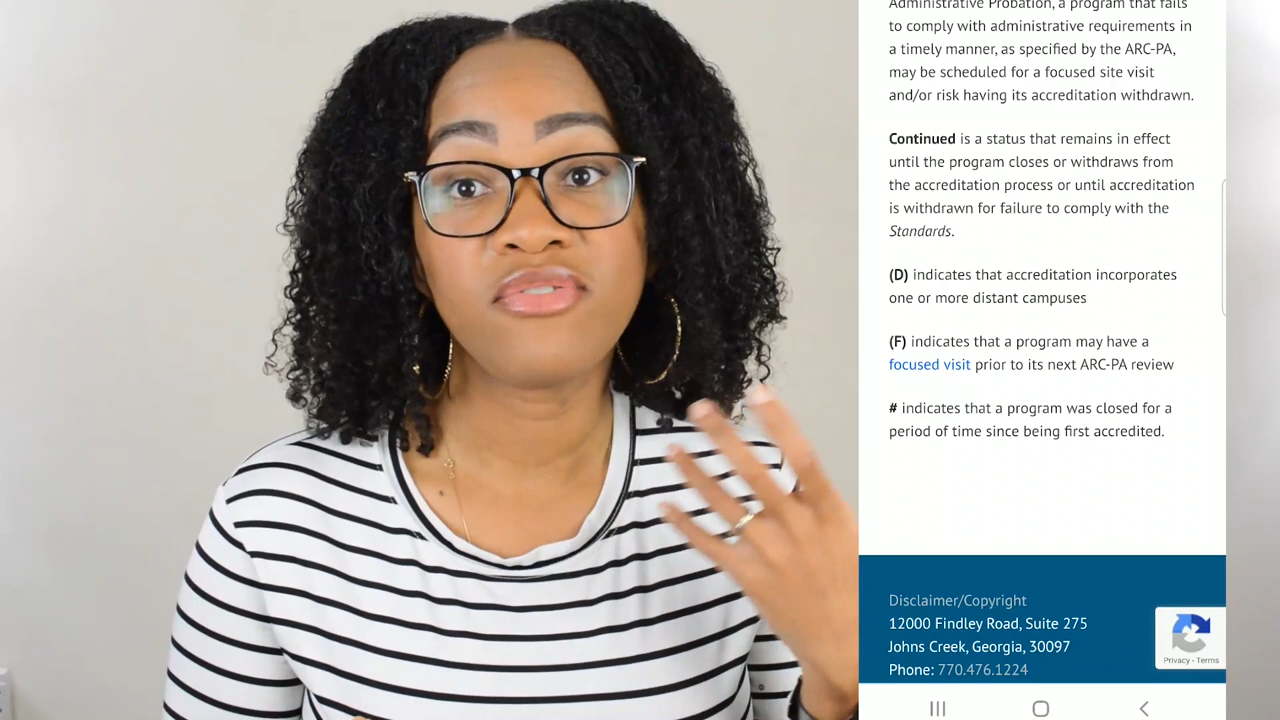 Administrative Probation, a program that fails
to comply with administrative requirements in
a timely manner, as specified by the ARC-PA,
may be scheduled for a focused site visit
and/or risk having its accreditation withdrawn.
Continued is a status that remains in effect
until the program closes or withdraws from
the accreditation process or until accreditation
is withdrawn for failure to comply with the
Standards.
(D) indicates that accreditation incorporates
one or more distant campuses
(F) indicates that a program may have a
focused visit prior to its next ARC-PA review
# indicates that a program was closed for a
period of time since being first accredited.
Disclaimer/Copyright
12000 Findley Road, Suite 275
Johns Creek, Georgia, 30097
Phone: 770.476.1224
Privacy - Terms